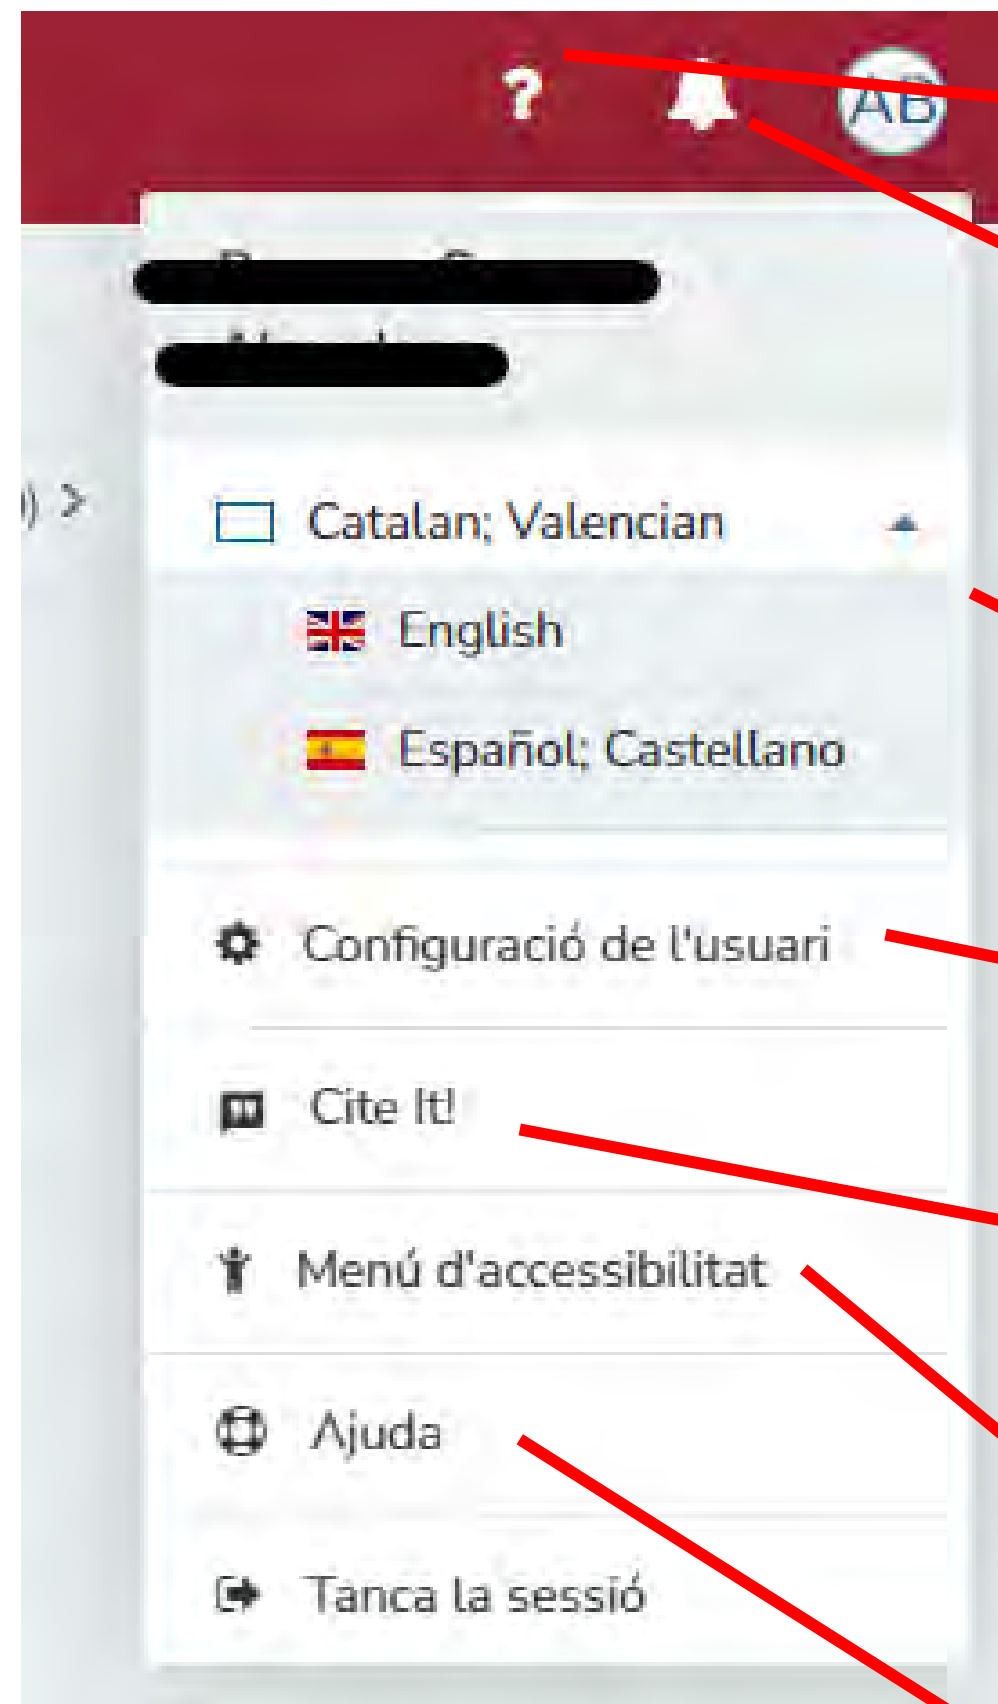 ?
AB
) >
Catalan; Valencian
English
Español; Castellano
Configuració de l'usuari
Cite It!
Menú d'accessibilitat
Ajuda
Tanca la sessió